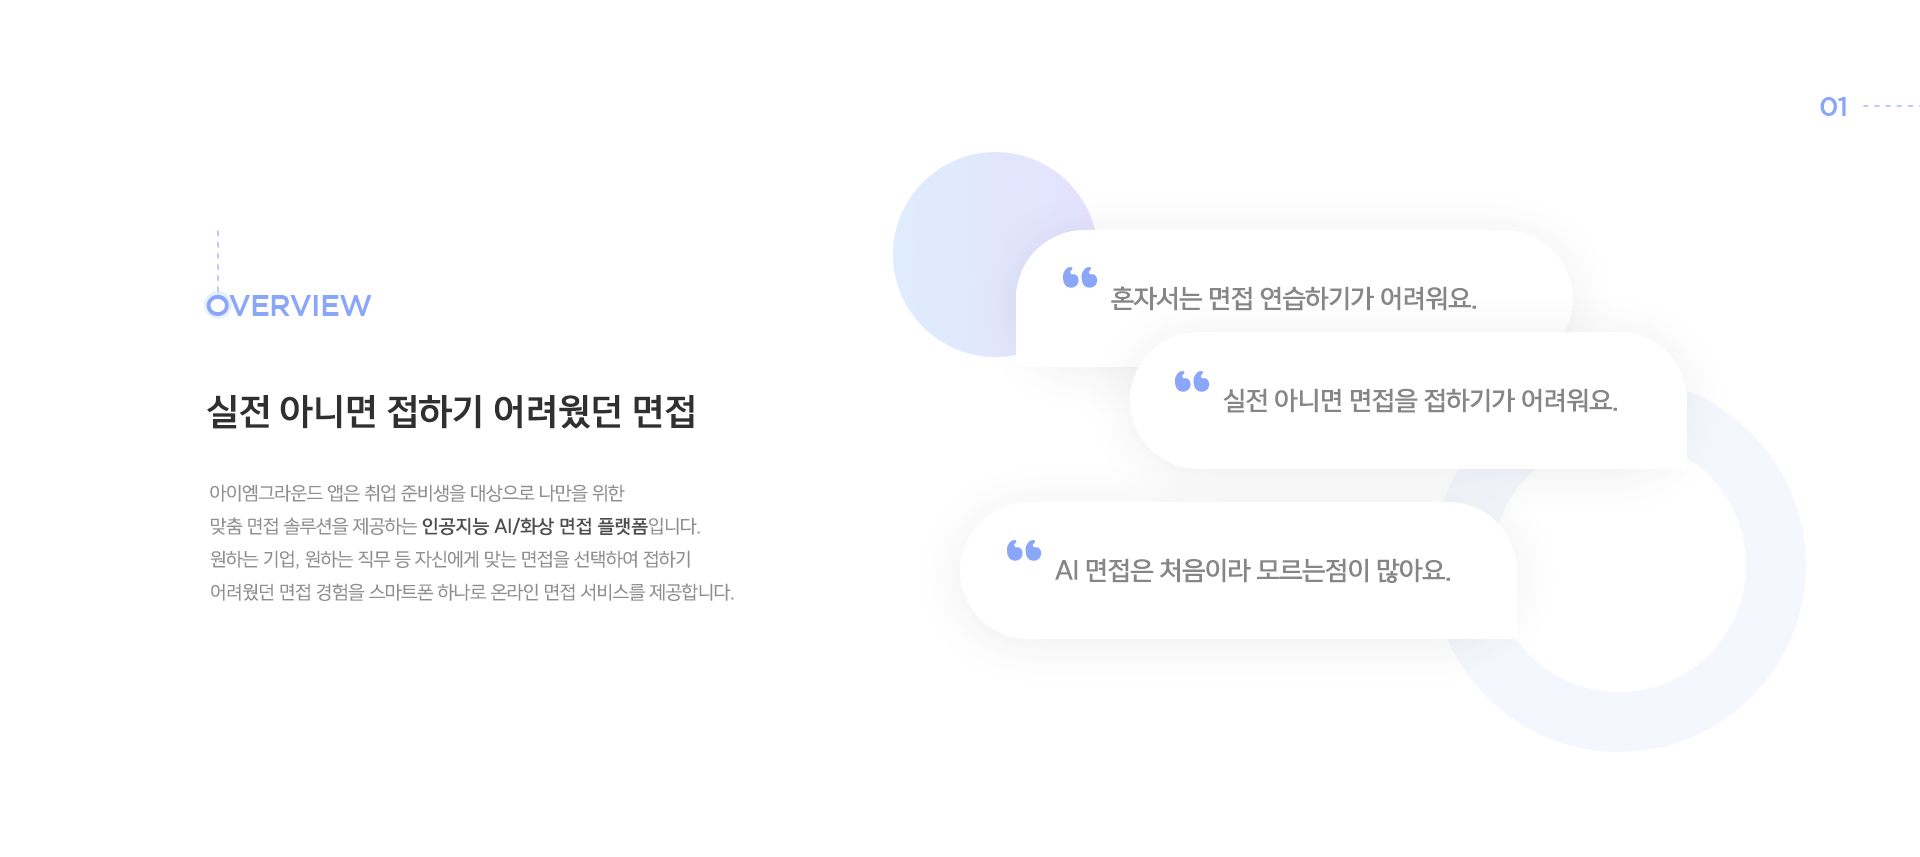 01
OVERVIEW
실전 아니면 접하기 어려웠던 면접
아이엠그라운드 앱은 취업 준비생을 대상으로 나만을 위한
맞춤 면접 솔루션을 제공하는 인공지능 AI/화상 면접 플랫폼입니다.
원하는 기업, 원하는 직무 등 자신에게 맞는 면접을 선택하여 접하기
어려웠던 면접 경험을 스마트폰 하나로 온라인 면접 서비스를 제공합니다.
“ 혼자서는 면접 연습하기가 어려워요.
“ 실전 아니면 면접을 접하기가 어려워요.
“ AI 면접은 처음이라 모르는점이 많아요.